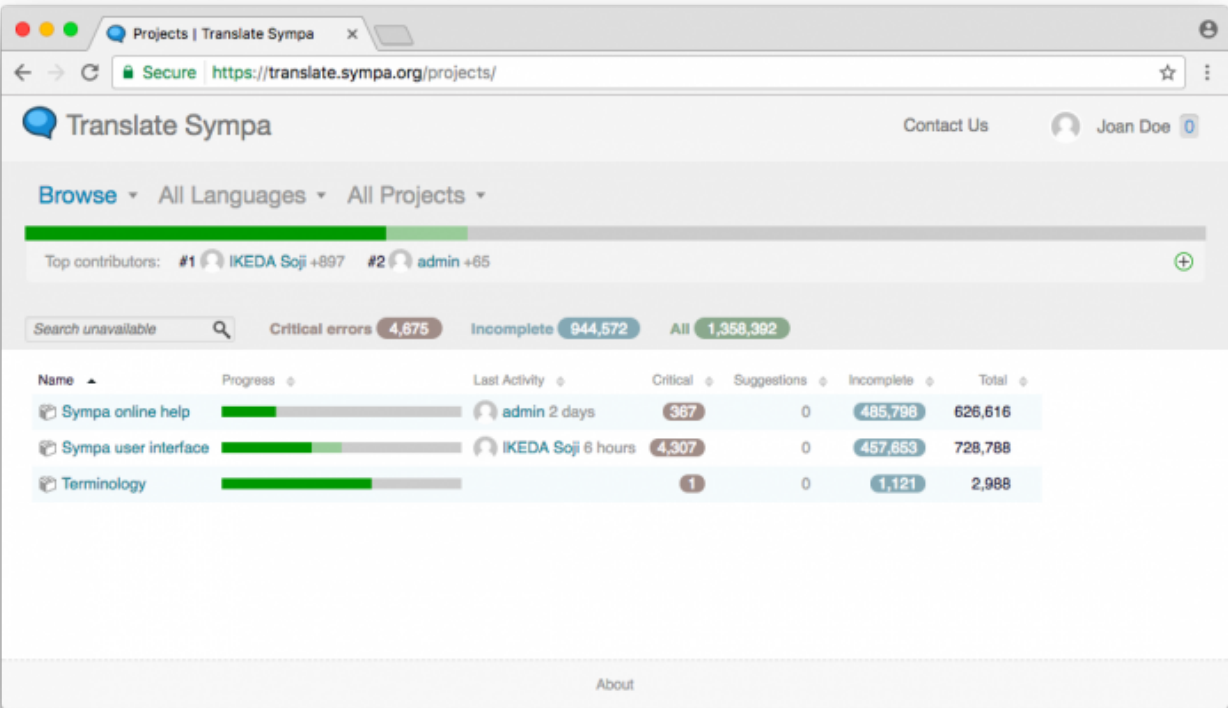 Projects | Translate Sympa
Secure https://translate.sympa.org/projects/
Translate Sympa Contact Us Joan Doe 0
Browse All Languages All Projects
Top contributors: #1 IKEDA Soji +897 #2 admin +65
Search unavailable Critical errors 4,675 Incomplete 944,572 All 1,358,392
Name Progress Last Activity Critical Suggestions Incomplete Total
Sympa online help admin 2 days 367 0 485,798 626,616
Sympa user interface IKEDA Soji 6 hours 4,307 0 457,653 728,788
Terminology 1 0 1,121 2,988
About